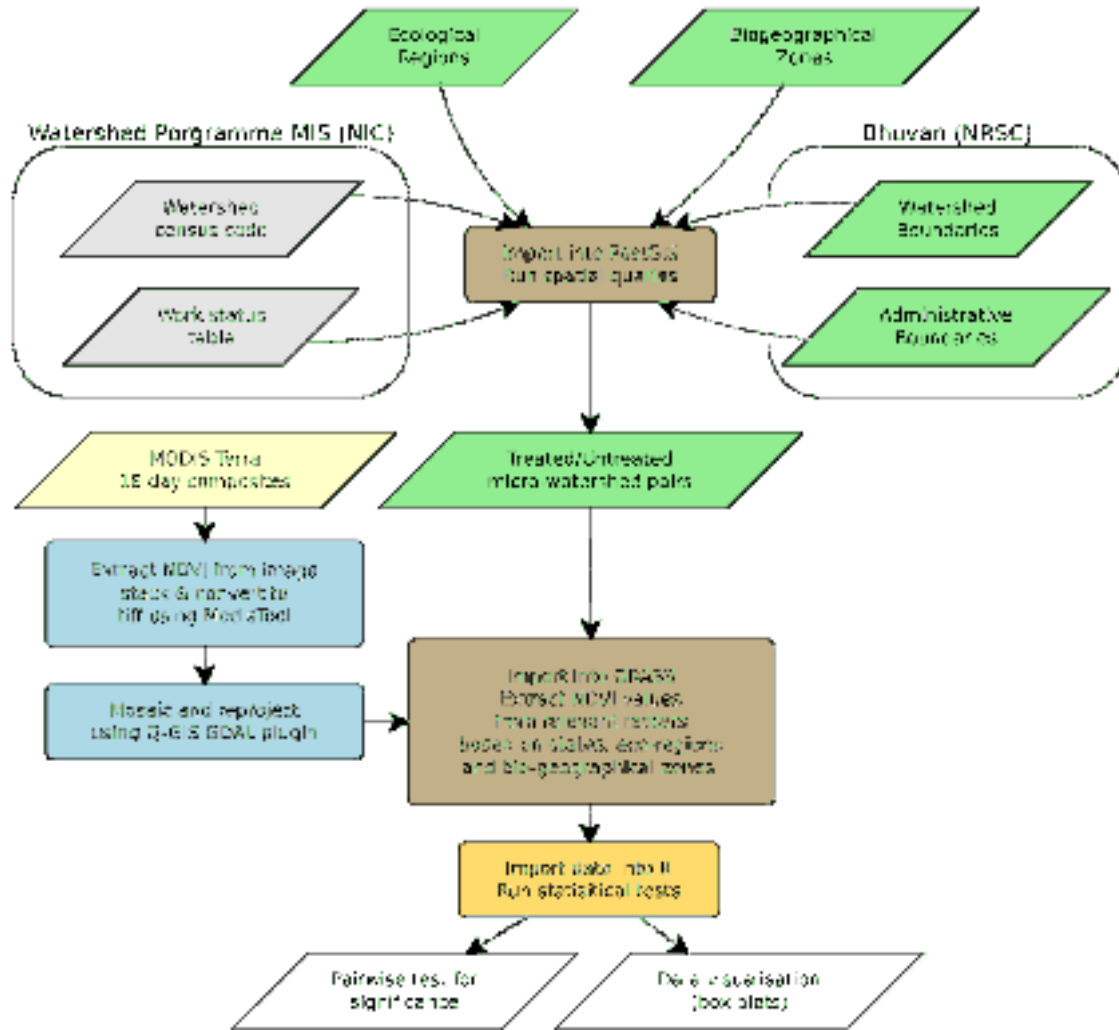 Ecological
Regions
Biogeographical
Zones
Watershed Porgramme MIS (NIC)
Bhuvan (NRSC)
Watershed
census code
Watershed
Boundaries
Import into PostGIS
Run spatial queries
Work status
table
Administrative
Boundaries
MODIS Terra
16 day composites
Treated/Untreated
micro-watershed pairs
Extract NDVI from image
stack & convert to
tiff using ModisTool
Import into GRASS
Extract NDVI values
from relevant rasters
based on states, eco-regions
and bio-geographical zones
Mosaic and reproject
using Q-GIS GDAL plugin
Import data into R
Run statisitical tests
Pairwise test for
significance
Data visualisation
(box plots)